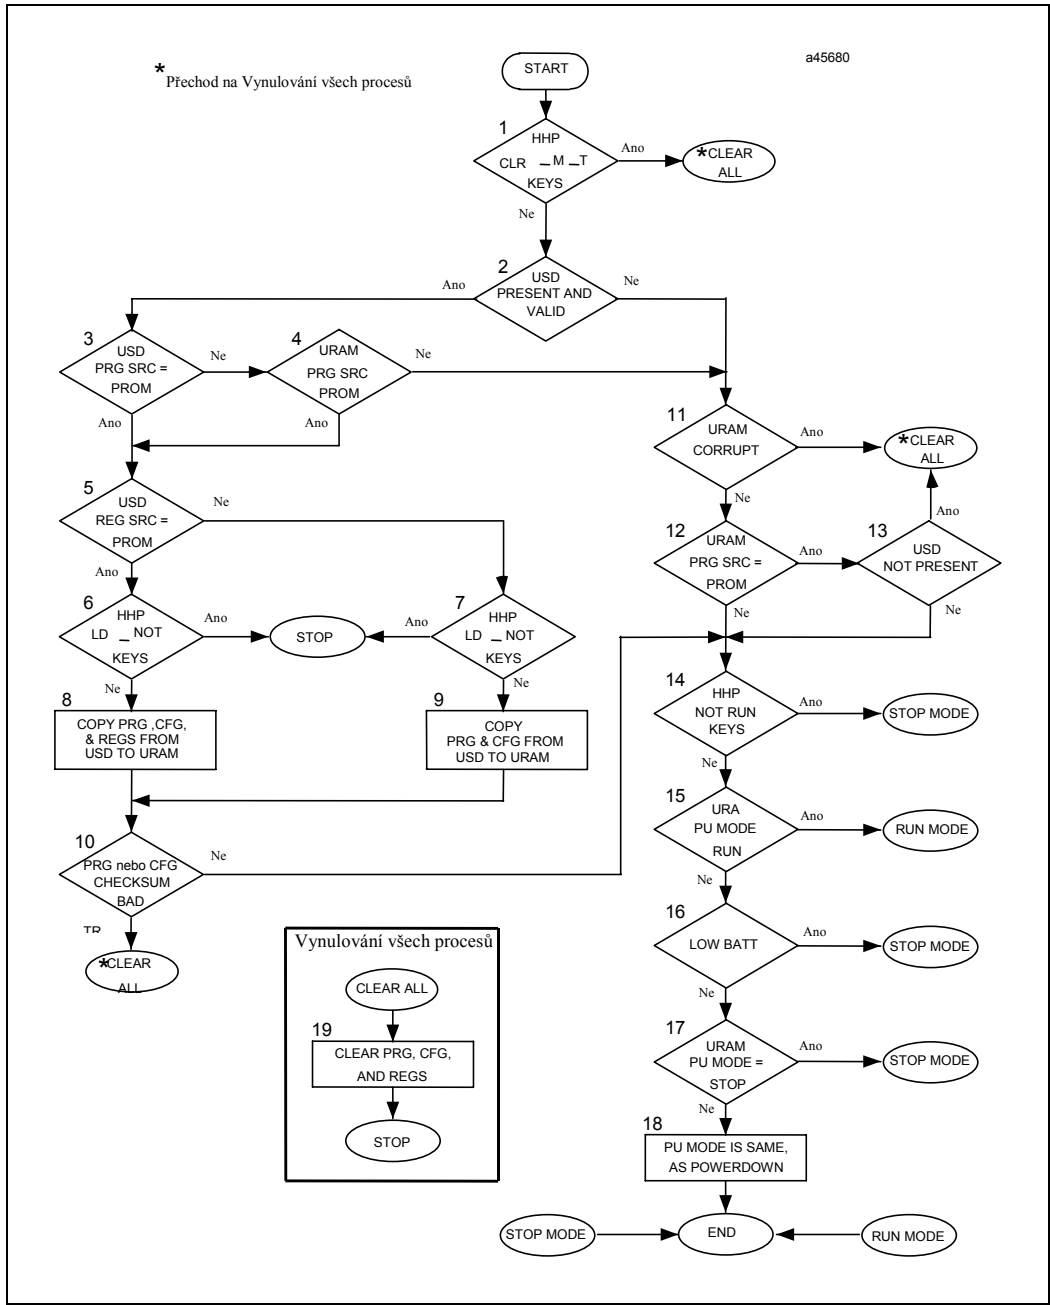 a45680
*Přechod na Vynulování všech procesů
START
1
HHP
CLR _M _T
KEYS
Ano
*CLEAR
ALL
Ne
2
USD
PRESENT AND
VALID
Ano
Ne
3
USD
PRG SRC =
PROM
Ne
Ano
4
URAM
PRG SRC
PROM
Ne
Ano
5
USD
REG SRC =
PROM
Ne
Ano
6
HHP
LD _ NOT
KEYS
Ano
Ne
STOP
7
HHP
LD _ NOT
KEYS
Ano
Ne
8
COPY PRG ,CFG,
& REGS FROM
USD TO URAM
9
COPY
PRG & CFG FROM
USD TO URAM
10
PRG nebo CFG
CHECKSUM
BAD
Ne
*CLEAR
ALL
11
URAM
CORRUPT
Ano
*CLEAR
ALL
Ne
12
URAM
PRG SRC =
PROM
Ano
Ne
13
USD
NOT PRESENT
Ano
Ne
14
HHP
NOT RUN
KEYS
Ano
STOP MODE
Ne
15
URA
PU MODE
RUN
Ano
RUN MODE
Ne
16
LOW BATT
Ano
STOP MODE
Ne
17
URAM
PU MODE =
STOP
Ano
STOP MODE
Ne
18
PU MODE IS SAME,
AS POWERDOWN
STOP MODE
END
RUN MODE
Vynulování všech procesů
CLEAR ALL
19
CLEAR PRG, CFG,
AND REGS
STOP